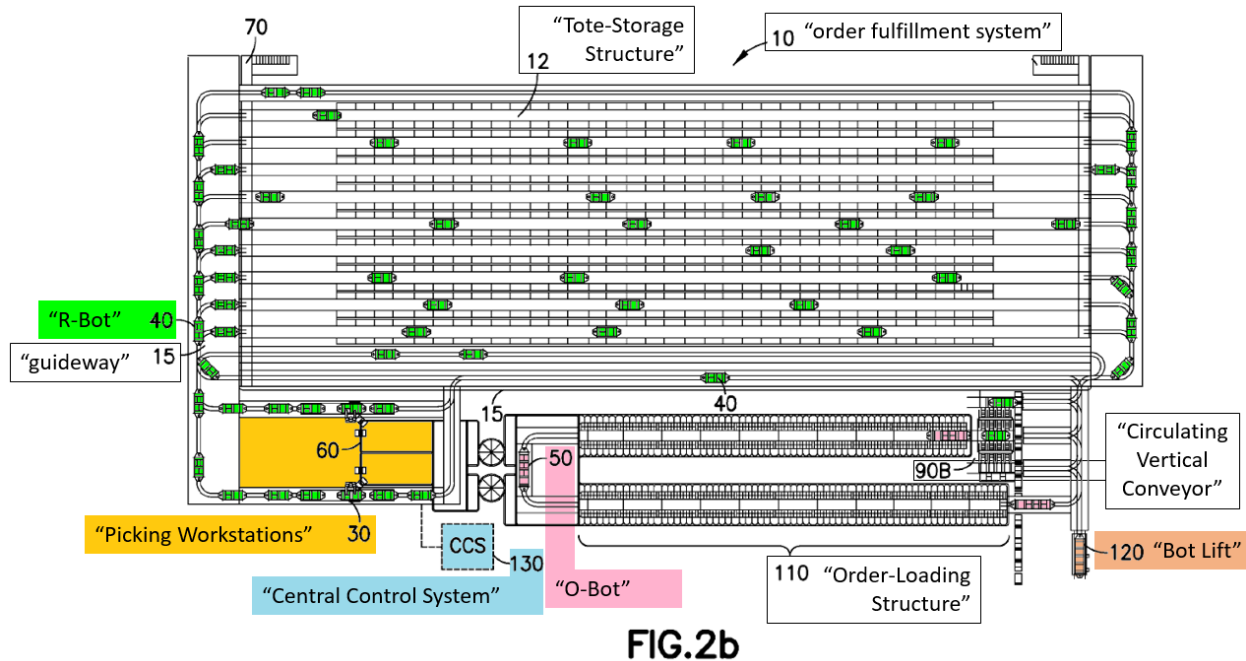 70
“Tote-Storage
Structure”
12
10 “order fulfillment system”
“R-Bot” 40
“guideway” 15
15
40
60
50
90B
“Circulating
Vertical
Conveyor”
“Picking Workstations” 30
CCS
130
“Central Control System”
“O-Bot”
110 “Order-Loading
Structure”
120 “Bot Lift”
FIG.2b